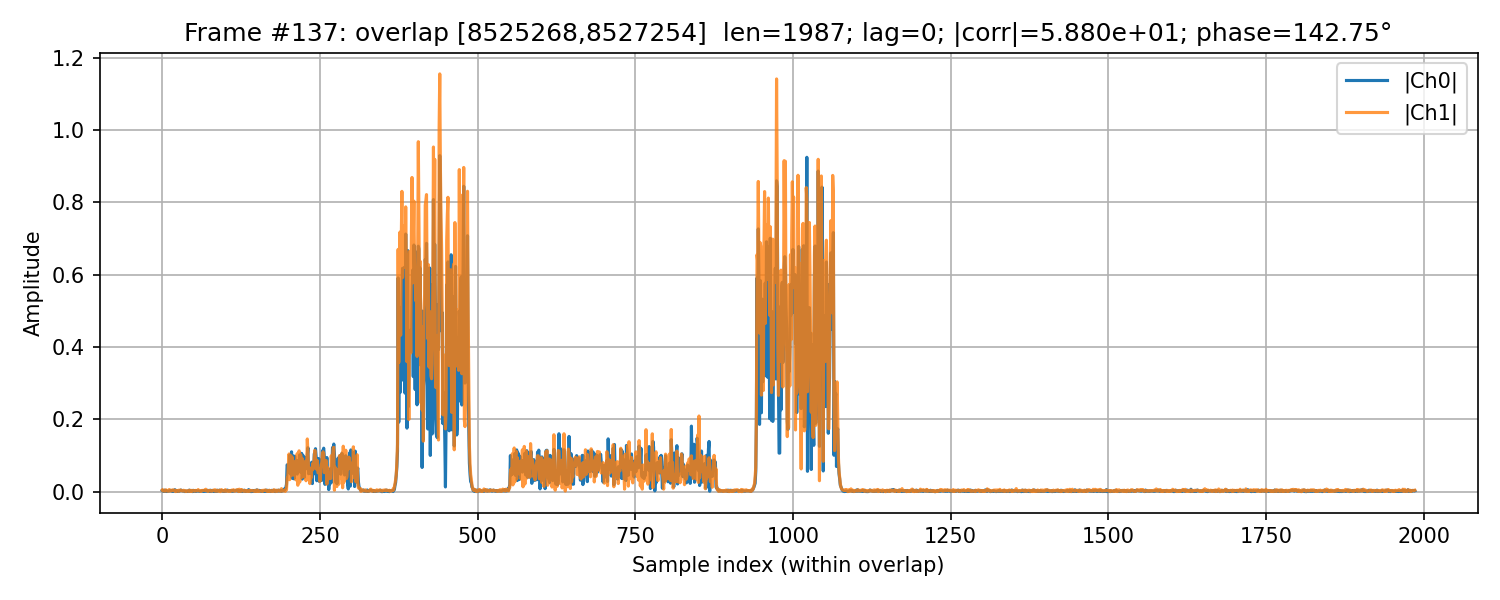 Frame #137: overlap [8525268,8527254]  len=1987; lag=0; |corr|=5.880e+01; phase=142.75°
1.2
1.0
0.8
0.6
0.4
0.2
0.0
Amplitude
|Ch0|
|Ch1|
0 250 500 750 1000 1250 1500 1750 2000
Sample index (within overlap)